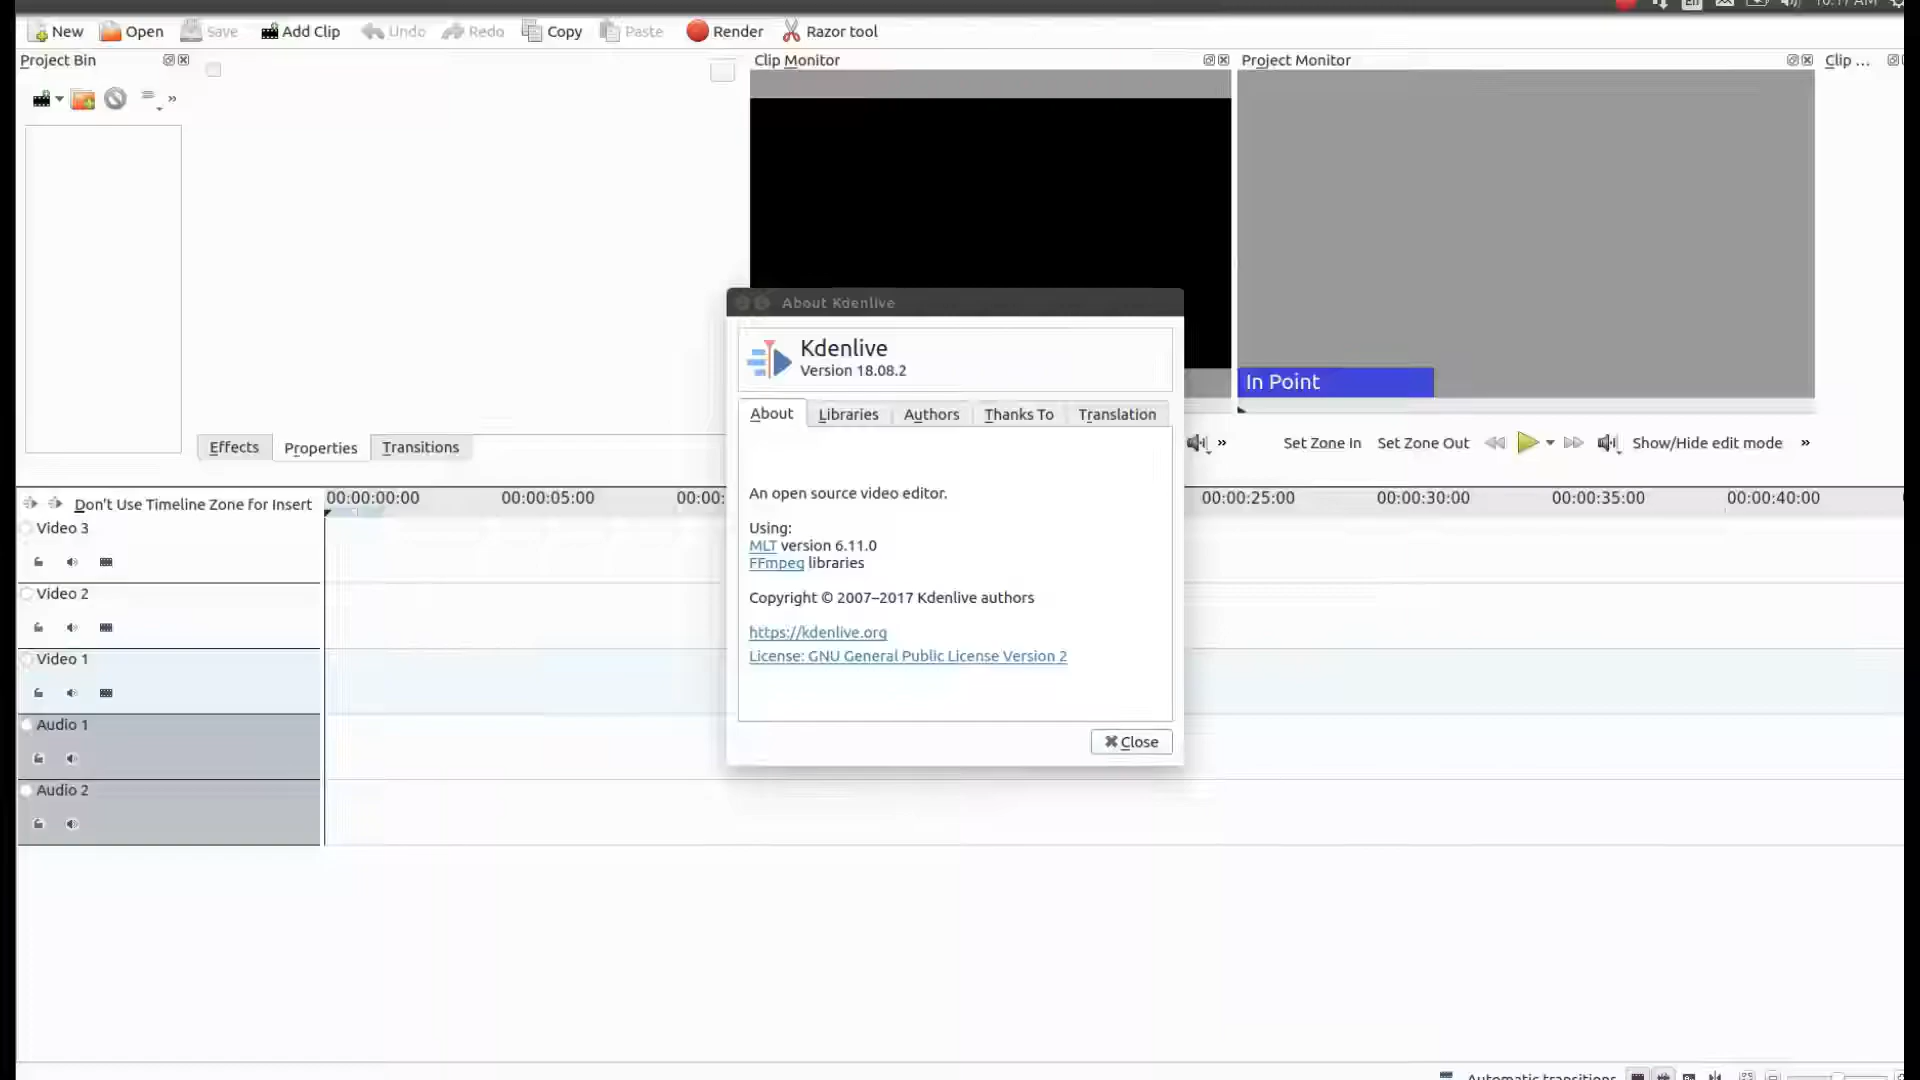 New Open Save Add Clip Undo Redo Copy Paste Render Razor tool
Project Bin
Clip Monitor
Project Monitor
Clip ...
»
About Kdenlive
Kdenlive
Version 18.08.2
In Point
About Libraries Authors Thanks To Translation
Effects Properties Transitions
» Set Zone In Set Zone Out Show/Hide edit mode »
An open source video editor.
Using:
MLT version 6.11.0
FFmpeg libraries
Copyright © 2007–2017 Kdenlive authors
https://kdenlive.org
License: GNU General Public License Version 2
Close
Don't Use Timeline Zone for Insert
00:00:00:00 00:00:05:00 00:00: 00:00:25:00 00:00:30:00 00:00:35:00 00:00:40:00
Video 3
Video 2
Video 1
Audio 1
Audio 2
Automatic transitions